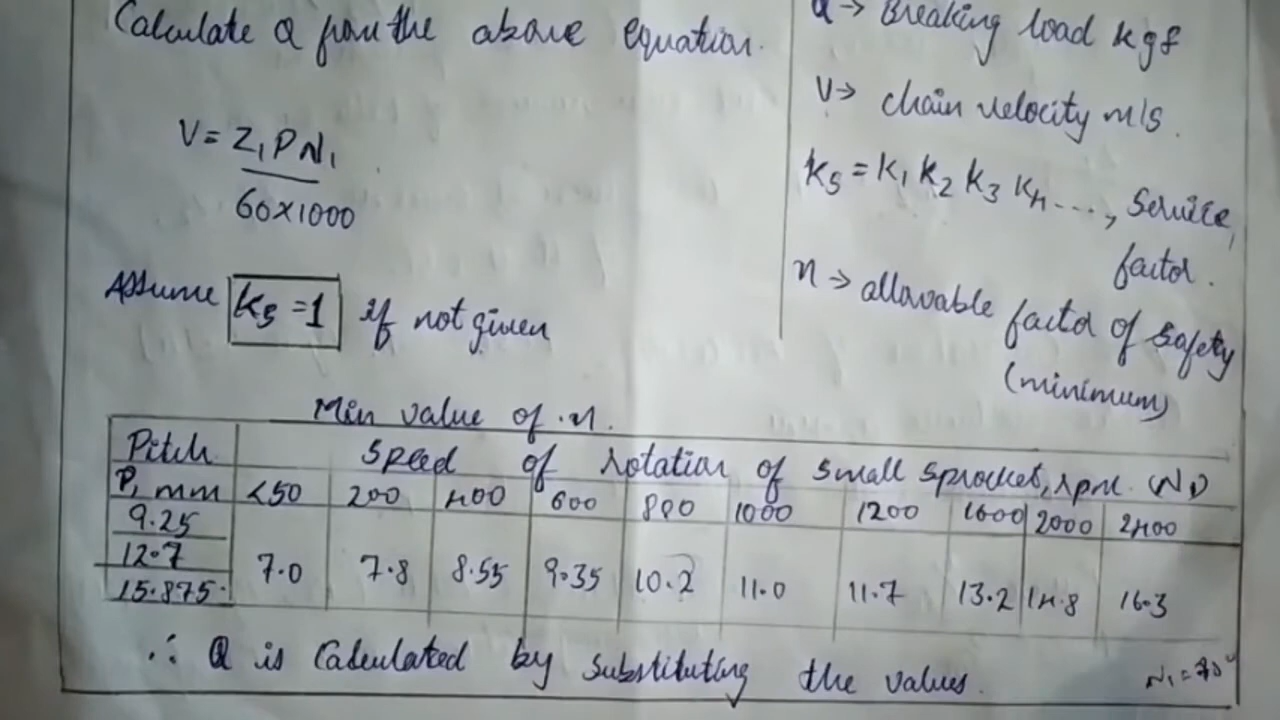 Calculate Q from the above equation.
V = Z₁ P N₁
60×1000
Assume Ks = 1 if not given
Q → Breaking load kgf
V → chain velocity m/s.
Ks = K₁ K₂ K₃ K₄ ..., Service factor.
n → allowable factor of safety
(minimum)
Min value of n.
Pitch Speed of rotation of small sprocket, rpm. (N₁)
P, mm <50 200 400 600 800 1000 1200 1600 2000 2400
9.25
12.7 7.0 7.8 8.55 9.35 10.2 11.0 11.7 13.2 14.8 16.3
15.875
∴ Q is Calculated by Substituting the values.